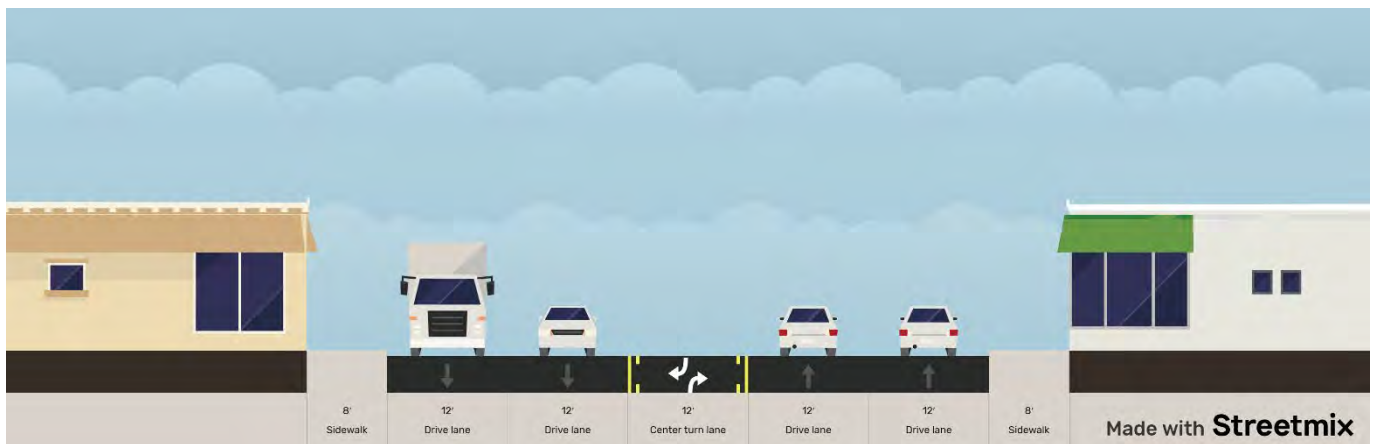 8'
Sidewalk
12'
Drive lane
12'
Drive lane
12'
Center turn lane
12'
Drive lane
12'
Drive lane
8'
Sidewalk
Made with Streetmix